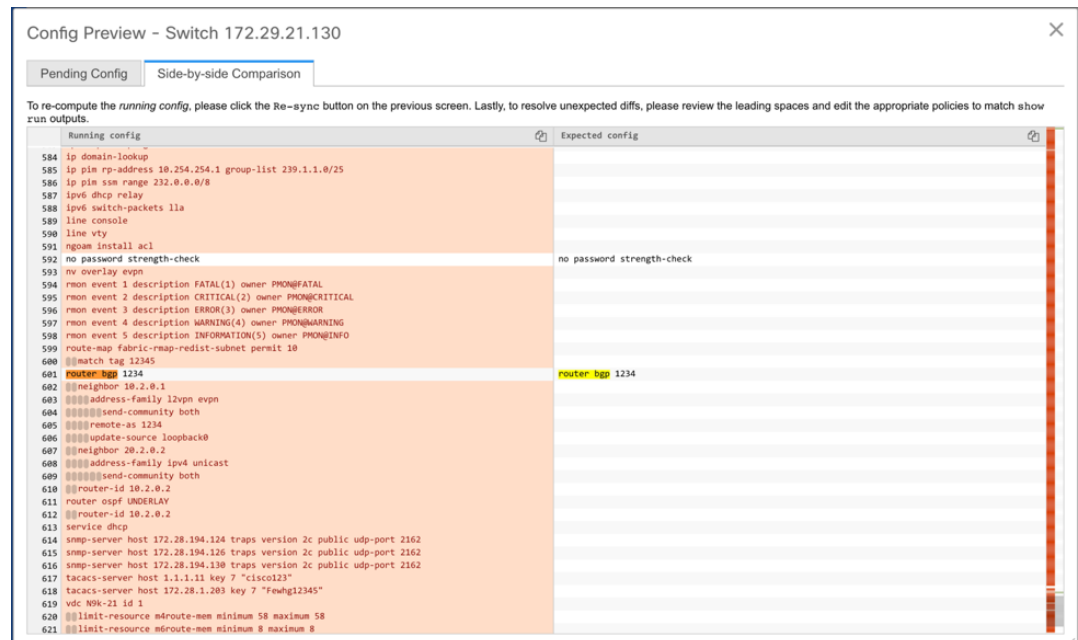 Config Preview - Switch 172.29.21.130
Pending Config
Side-by-side Comparison
To re-compute the running config, please click the Re-sync button on the previous screen. Lastly, to resolve unexpected diffs, please review the leading spaces and edit the appropriate policies to match show
run outputs.
Running config Expected config
584 ip domain-lookup
585 ip pim rp-address 10.254.254.1 group-list 239.1.1.0/25
586 ip pim ssm range 232.0.0.0/8
587 ipv6 dhcp relay
588 ipv6 switch-packets lla
589 line console
590 line vty
591 ngoam install acl
592 no password strength-check no password strength-check
593 nv overlay evpn
594 rmon event 1 description FATAL(1) owner PMON@FATAL
595 rmon event 2 description CRITICAL(2) owner PMON@CRITICAL
596 rmon event 3 description ERROR(3) owner PMON@ERROR
597 rmon event 4 description WARNING(4) owner PMON@WARNING
598 rmon event 5 description INFORMATION(5) owner PMON@INFO
599 route-map fabric-rmap-redist-subnet permit 10
600 match tag 12345
601 router bgp 1234 router bgp 1234
602 neighbor 10.2.0.1
603 address-family l2vpn evpn
604 send-community both
605 remote-as 1234
606 update-source loopback0
607 neighbor 20.2.0.2
608 address-family ipv4 unicast
609 send-community both
610 router-id 10.2.0.2
611 router ospf UNDERLAY
612 router-id 10.2.0.2
613 service dhcp
614 snmp-server host 172.28.194.124 traps version 2c public udp-port 2162
615 snmp-server host 172.28.194.126 traps version 2c public udp-port 2162
616 snmp-server host 172.28.194.130 traps version 2c public udp-port 2162
617 tacacs-server host 1.1.1.11 key 7 "cisco123"
618 tacacs-server host 172.28.1.203 key 7 "Fewhg12345"
619 vdc N9k-21 id 1
620 limit-resource m4route-mem minimum 58 maximum 58
621 limit-resource m6route-mem minimum 8 maximum 8